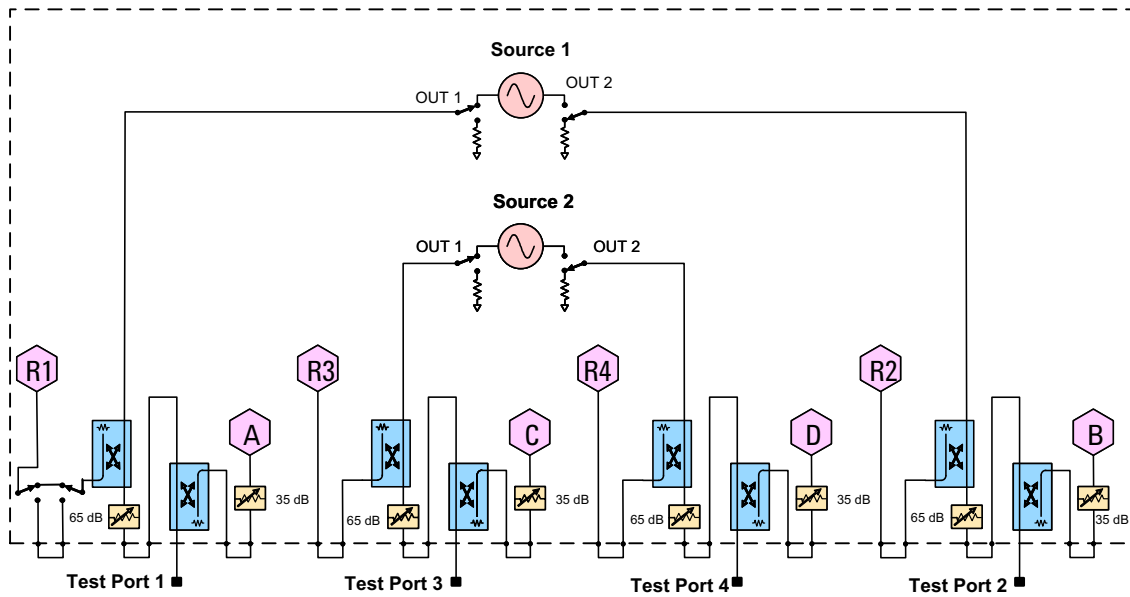 Source 1
OUT 1
OUT 2
Source 2
OUT 1
OUT 2
R1
R3
R4
R2
A
C
D
B
35 dB
35 dB
35 dB
35 dB
65 dB
65 dB
65 dB
65 dB
Test Port 1
Test Port 3
Test Port 4
Test Port 2